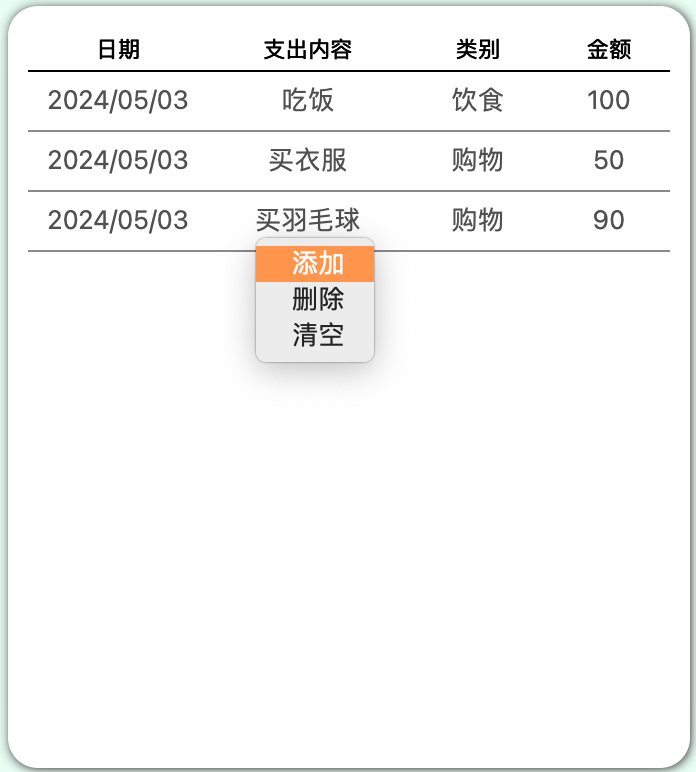 日期 支出内容 类别 金额
2024/05/03 吃饭 饮食 100
2024/05/03 买衣服 购物 50
2024/05/03 买羽毛球 购物 90
添加
删除
清空